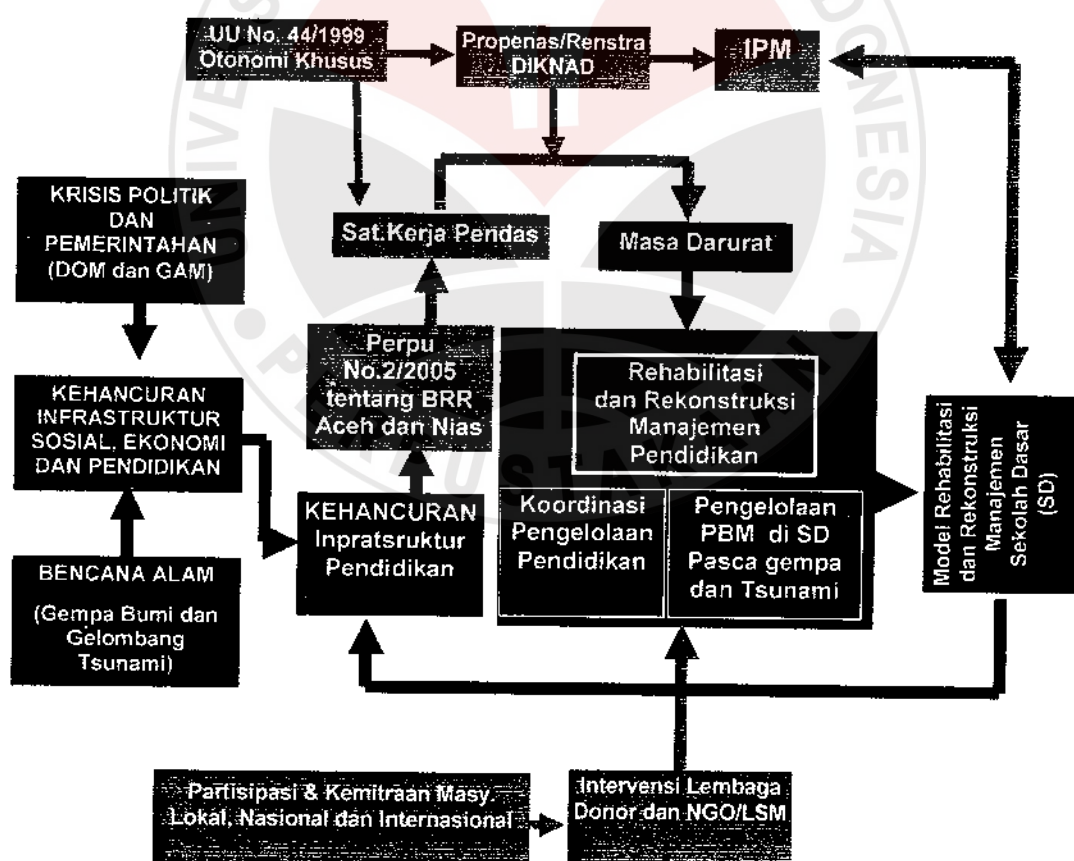 UU No. 44/1999
Otonomi Khusus
Propenas/Renstra
DIKNAD
IPM
KRISIS POLITIK
DAN
PEMERINTAHAN
(DOM dan GAM)
Sat.Kerja Pendas
Masa Darurat
Perpu
No.2/2005
tentang BRR
Aceh dan Nias
Rehabilitasi
dan Rekonstruksi
Manajemen
Pendidikan
KEHANCURAN
INFRASTRUKTUR
SOSIAL, EKONOMI
DAN PENDIDIKAN
KEHANCURAN
Inpratsruktur
Pendidikan
Koordinasi
Pengelolaan
Pendidikan
Pengelolaan
PBM di SD
Pasca gempa
dan Tsunami
Model Rehabilitasi
dan Rekonstruksi
Manajemen
Sekolah Dasar
(SD)
BENCANA ALAM
(Gempa Bumi dan
Gelombang
Tsunami)
Partisipasi & Kemitraan Masy.
Lokal, Nasional dan Internasional
Intervensi Lembaga
Donor dan NGO/LSM
PERPUSTAKAAN